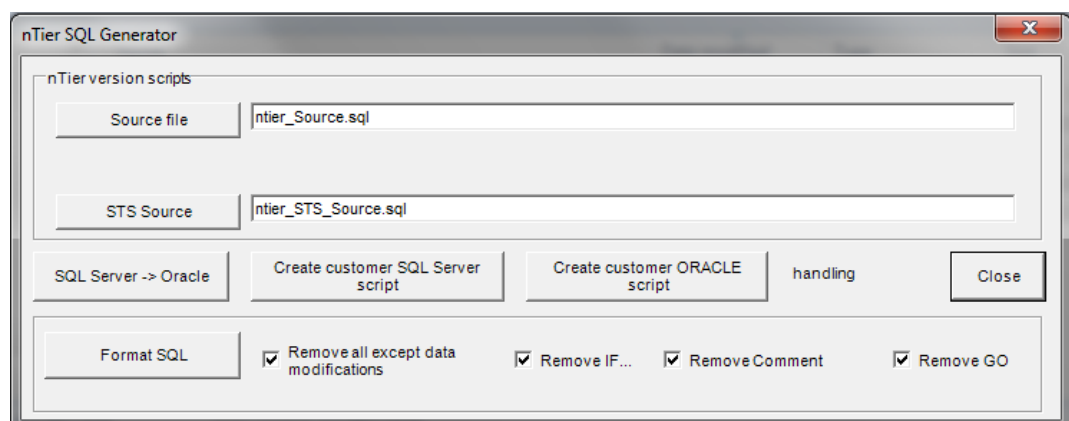 nTier SQL Generator
x
nTier version scripts
Source file
ntier_Source.sql
STS Source
ntier_STS_Source.sql
SQL Server -> Oracle
Create customer SQL Server
script
Create customer ORACLE
script
handling
Close
Format SQL
Remove all except data
modifications
Remove IF...
Remove Comment
Remove GO